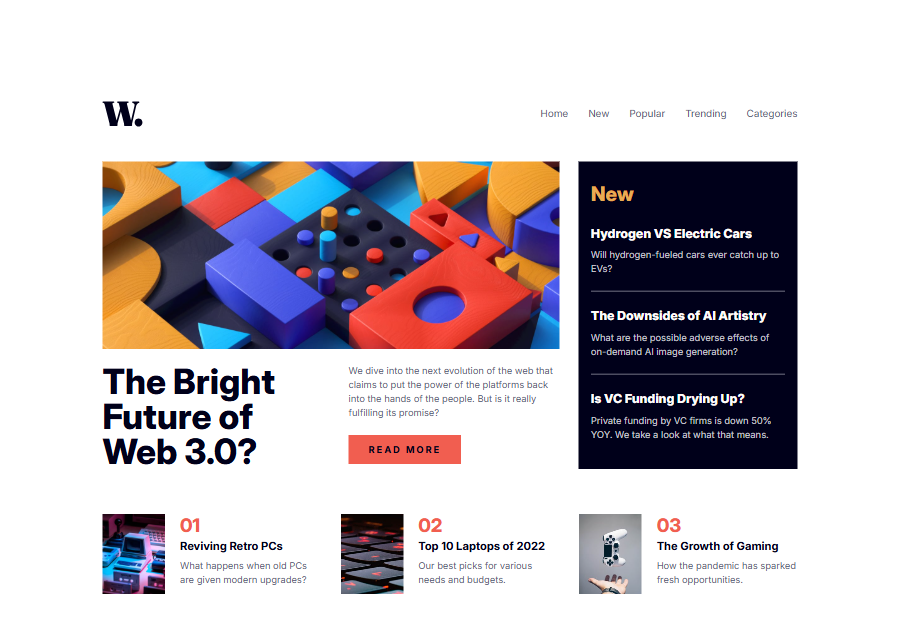 W.
Home New Popular Trending Categories
The Bright
Future of
Web 3.0?
We dive into the next evolution of the web that
claims to put the power of the platforms back
into the hands of the people. But is it really
fulfilling its promise?
READ MORE
New
Hydrogen VS Electric Cars
Will hydrogen-fueled cars ever catch up to
EVs?
The Downsides of AI Artistry
What are the possible adverse effects of
on-demand AI image generation?
Is VC Funding Drying Up?
Private funding by VC firms is down 50%
YOY. We take a look at what that means.
01
Reviving Retro PCs
What happens when old PCs
are given modern upgrades?
02
Top 10 Laptops of 2022
Our best picks for various
needs and budgets.
03
The Growth of Gaming
How the pandemic has sparked
fresh opportunities.